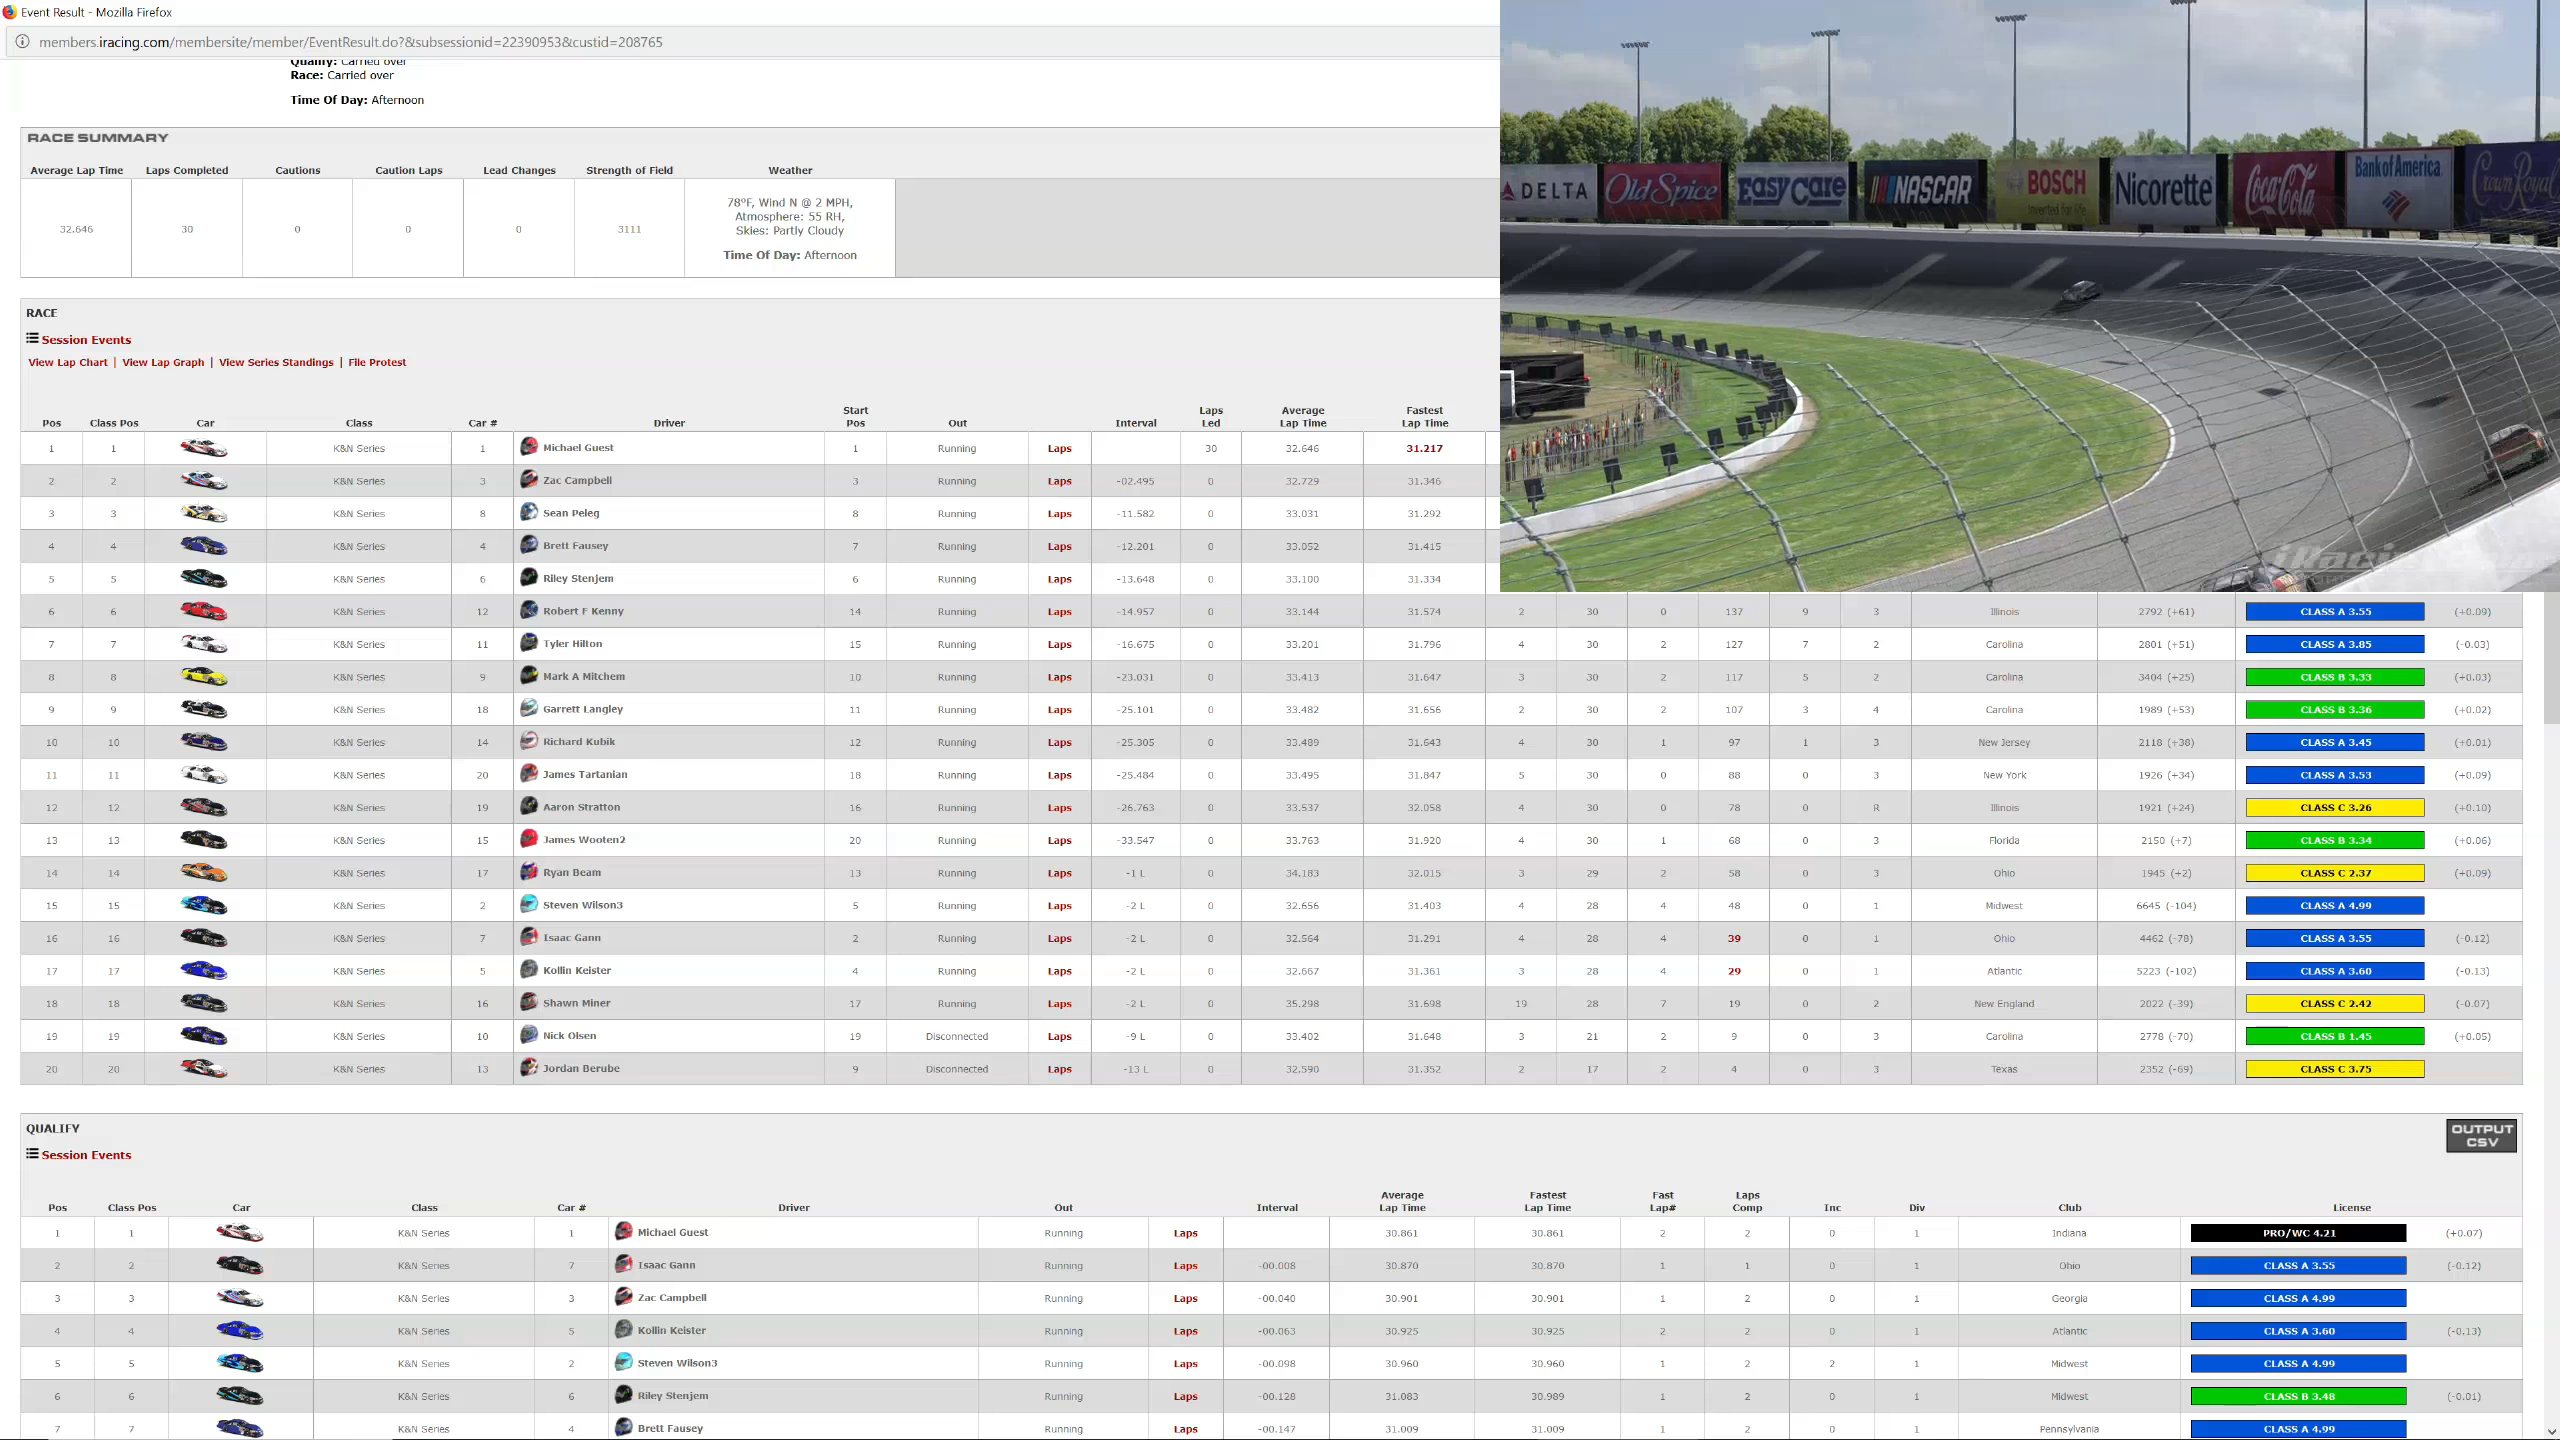 Event Result - Mozilla Firefox
members.iracing.com/membersite/member/EventResult.do?&subsessionid=22390953&custid=208765
Qualify: Carried over
Race: Carried over
Time Of Day: Afternoon
RACE SUMMARY
Average Lap Time Laps Completed Cautions Caution Laps Lead Changes Strength of Field Weather
32.646 30 0 0 0 3111 78°F, Wind N @ 2 MPH,
Atmosphere: 55 RH,
Skies: Partly Cloudy
Time Of Day: Afternoon
DELTA Old Spice EasyCare NASCAR BOSCH Invented for life Nicorette Coca-Cola Bank of America Crown Royal
iRacing
RACE
Session Events
View Lap Chart | View Lap Graph | View Series Standings | File Protest
Pos Class Pos Car Class Car # Driver Start Pos Out Interval Laps Led Average Lap Time Fastest Lap Time
1 1 K&N Series 1 Michael Guest 1 Running Laps 30 32.646 31.217
2 2 K&N Series 3 Zac Campbell 3 Running Laps -02.495 0 32.729 31.346
3 3 K&N Series 8 Sean Peleg 8 Running Laps -11.582 0 33.031 31.292
4 4 K&N Series 4 Brett Fausey 7 Running Laps -12.201 0 33.052 31.415
5 5 K&N Series 6 Riley Stenjem 6 Running Laps -13.648 0 33.100 31.334
6 6 K&N Series 12 Robert F Kenny 14 Running Laps -14.957 0 33.144 31.574 2 30 0 137 9 3 Illinois 2792 (+61) CLASS A 3.55 (+0.09)
7 7 K&N Series 11 Tyler Hilton 15 Running Laps -16.675 0 33.201 31.796 4 30 2 127 7 2 Carolina 2801 (+51) CLASS A 3.85 (-0.03)
8 8 K&N Series 9 Mark A Mitchem 10 Running Laps -23.031 0 33.413 31.647 3 30 2 117 5 2 Carolina 3404 (+25) CLASS B 3.33 (+0.03)
9 9 K&N Series 18 Garrett Langley 11 Running Laps -25.101 0 33.482 31.656 2 30 2 107 3 4 Carolina 1989 (+53) CLASS B 3.36 (+0.02)
10 10 K&N Series 14 Richard Kubik 12 Running Laps -25.305 0 33.489 31.643 4 30 1 97 1 3 New Jersey 2118 (+38) CLASS A 3.45 (+0.01)
11 11 K&N Series 20 James Tartanian 18 Running Laps -25.484 0 33.495 31.847 5 30 0 88 0 3 New York 1926 (+34) CLASS A 3.53 (+0.09)
12 12 K&N Series 19 Aaron Stratton 16 Running Laps -26.763 0 33.537 32.058 4 30 0 78 0 R Illinois 1921 (+24) CLASS C 3.26 (+0.10)
13 13 K&N Series 15 James Wooten2 20 Running Laps -33.547 0 33.763 31.920 4 30 1 68 0 3 Florida 2150 (+7) CLASS B 3.34 (+0.06)
14 14 K&N Series 17 Ryan Beam 13 Running Laps -1 L 0 34.183 32.015 3 29 2 58 0 3 Ohio 1945 (+2) CLASS C 2.37 (+0.09)
15 15 K&N Series 2 Steven Wilson3 5 Running Laps -2 L 0 32.656 31.403 4 28 4 48 0 1 Midwest 6645 (-104) CLASS A 4.99
16 16 K&N Series 7 Isaac Gann 2 Running Laps -2 L 0 32.564 31.291 4 28 4 39 0 1 Ohio 4462 (-78) CLASS A 3.55 (-0.12)
17 17 K&N Series 5 Kollin Keister 4 Running Laps -2 L 0 32.667 31.361 3 28 4 29 0 1 Atlantic 5223 (-102) CLASS A 3.60 (-0.13)
18 18 K&N Series 16 Shawn Miner 17 Running Laps -2 L 0 35.298 31.698 19 28 7 19 0 2 New England 2022 (-39) CLASS C 2.42 (-0.07)
19 19 K&N Series 10 Nick Olsen 19 Disconnected Laps -9 L 0 33.402 31.648 3 21 2 9 0 3 Carolina 2778 (-70) CLASS B 1.45 (+0.05)
20 20 K&N Series 13 Jordan Berube 9 Disconnected Laps -13 L 0 32.590 31.352 2 17 2 4 0 3 Texas 2352 (-69) CLASS C 3.75
QUALIFY
OUTPUT CSV
Session Events
Pos Class Pos Car Class Car # Driver Out Interval Average Lap Time Fastest Lap Time Fast Lap# Laps Comp Inc Div Club License
1 1 K&N Series 1 Michael Guest Running Laps 30.861 30.861 2 2 0 1 Indiana PRO/WC 4.21 (+0.07)
2 2 K&N Series 7 Isaac Gann Running Laps -00.008 30.870 30.870 1 1 0 1 Ohio CLASS A 3.55 (-0.12)
3 3 K&N Series 3 Zac Campbell Running Laps -00.040 30.901 30.901 1 2 0 1 Georgia CLASS A 4.99
4 4 K&N Series 5 Kollin Keister Running Laps -00.063 30.925 30.925 2 2 0 1 Atlantic CLASS A 3.60 (-0.13)
5 5 K&N Series 2 Steven Wilson3 Running Laps -00.098 30.960 30.960 1 2 2 1 Midwest CLASS A 4.99
6 6 K&N Series 6 Riley Stenjem Running Laps -00.128 31.083 30.989 1 2 0 1 Midwest CLASS B 3.48 (-0.01)
7 7 K&N Series 4 Brett Fausey Running Laps -00.147 31.009 31.009 1 2 0 1 Pennsylvania CLASS A 4.99